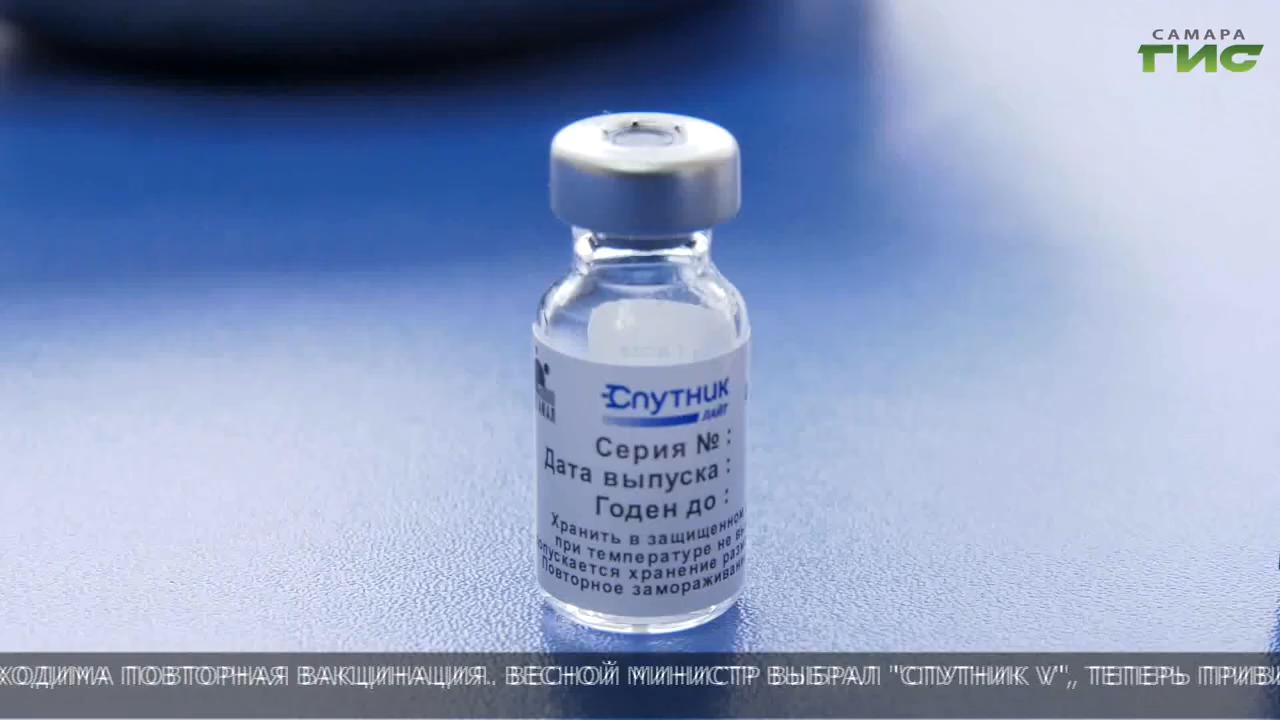 САМАРА
ГИС
Спутник
ЛАЙТ
Серия № :
Дата выпуска :
Годен до :
Хранить в защищенном
при температуре не
хранение
Повторное
ХОДИМА ПОВТОРНАЯ ВАКЦИНАЦИЯ. ВЕСНОЙ МИНИСТР ВЫБРАЛ "СПУТНИК V", ТЕПЕРЬ